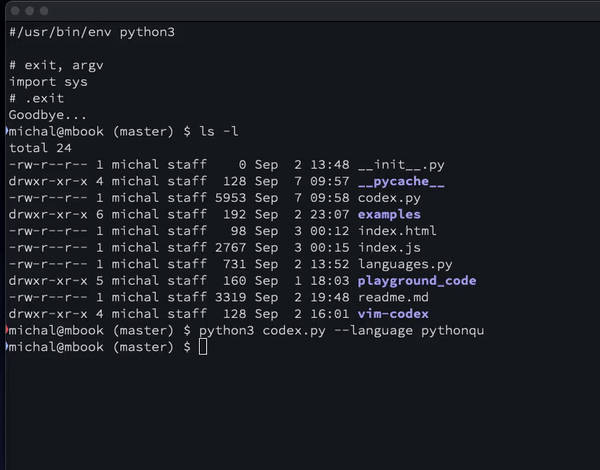 #/usr/bin/env python3
# exit, argv
import sys
# .exit
Goodbye...
michal@mbook (master) $ ls -l
total 24
-rw-r--r-- 1 michal staff    0 Sep  2 13:48 __init__.py
drwxr-xr-x 4 michal staff  128 Sep  7 09:57 __pycache__
-rw-r--r-- 1 michal staff 5953 Sep  7 09:58 codex.py
drwxr-xr-x 6 michal staff  192 Sep  2 23:07 examples
-rw-r--r-- 1 michal staff   98 Sep  3 00:12 index.html
-rw-r--r-- 1 michal staff 2767 Sep  3 00:15 index.js
-rw-r--r-- 1 michal staff  731 Sep  2 13:52 languages.py
drwxr-xr-x 5 michal staff  160 Sep  1 18:03 playground_code
-rw-r--r-- 1 michal staff 3319 Sep  2 19:48 readme.md
drwxr-xr-x 4 michal staff  128 Sep  2 16:01 vim-codex
michal@mbook (master) $ python3 codex.py --language pythonqu
michal@mbook (master) $